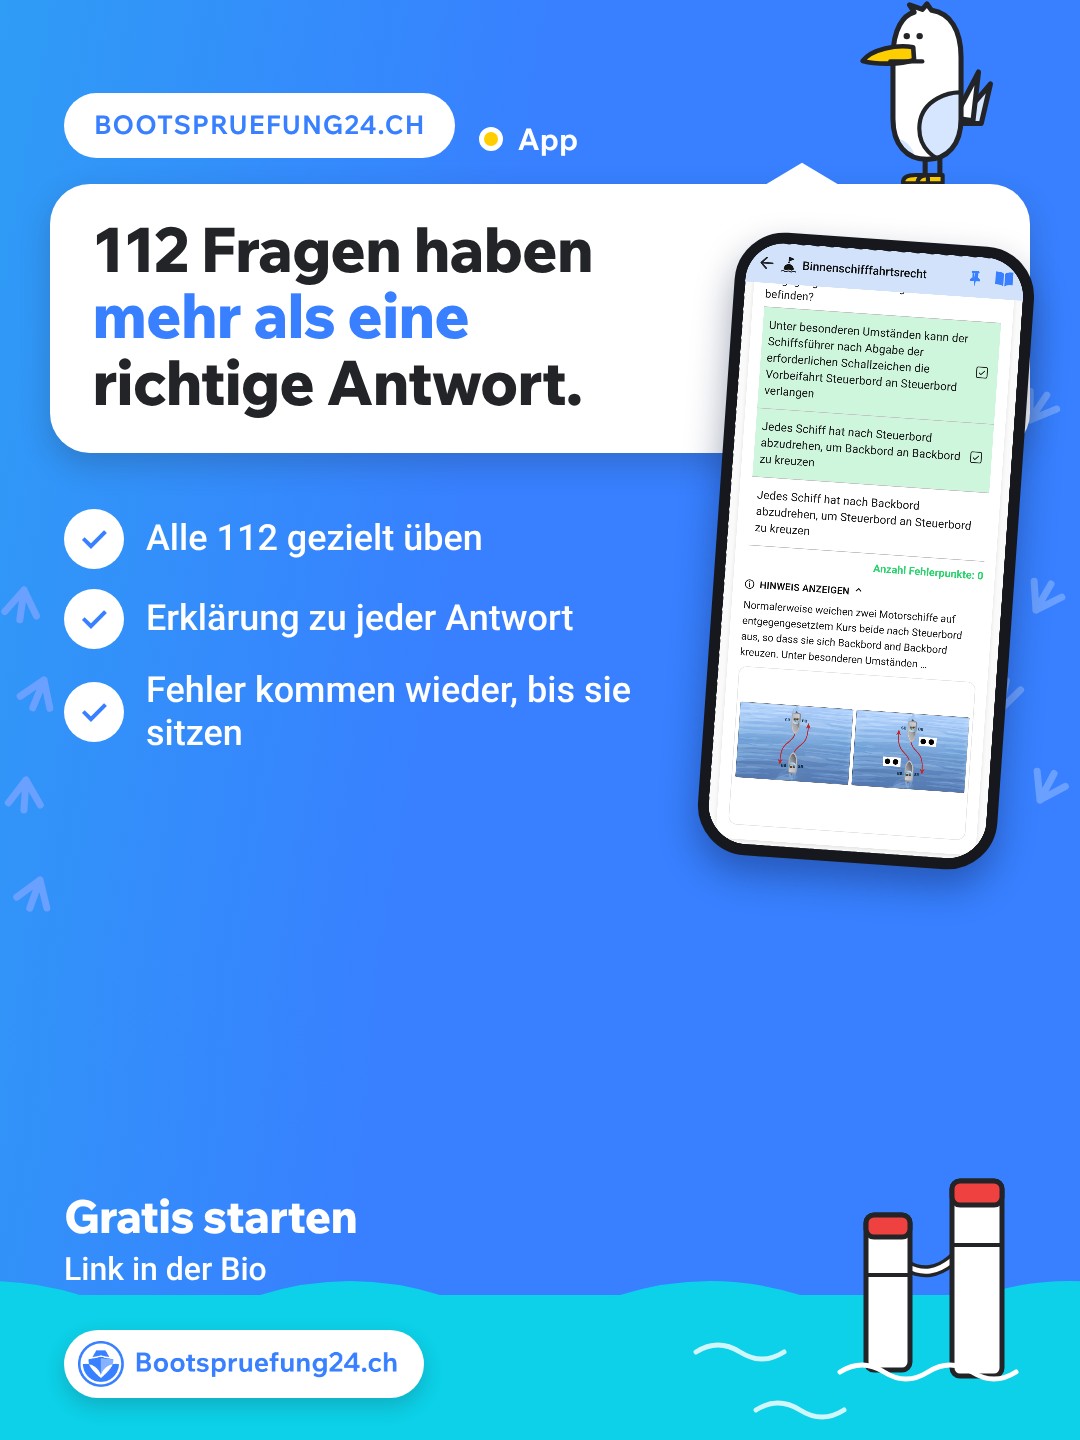 BOOTSPRUEFUNG24.CH
App
112 Fragen haben
mehr als eine
richtige Antwort.
Alle 112 gezielt üben
Erklärung zu jeder Antwort
Fehler kommen wieder, bis sie
sitzen
Binnenschifffahrtsrecht
befinden?
Unter besonderen Umständen kann der
Schiffsführer nach Abgabe der
erforderlichen Schallzeichen die
Vorbeifahrt Steuerbord an Steuerbord
verlangen
Jedes Schiff hat nach Steuerbord
abzudrehen, um Backbord an Backbord
zu kreuzen
Jedes Schiff hat nach Backbord
abzudrehen, um Steuerbord an Steuerbord
zu kreuzen
Anzahl Fehlerpunkte: 0
HINWEIS ANZEIGEN
Normalerweise weichen zwei Motorschiffe auf
entgegengesetztem Kurs beide nach Steuerbord
aus, so dass sie sich Backbord and Backbord
kreuzen. Unter besonderen Umständen ...
Gratis starten
Link in der Bio
Bootspruefung24.ch